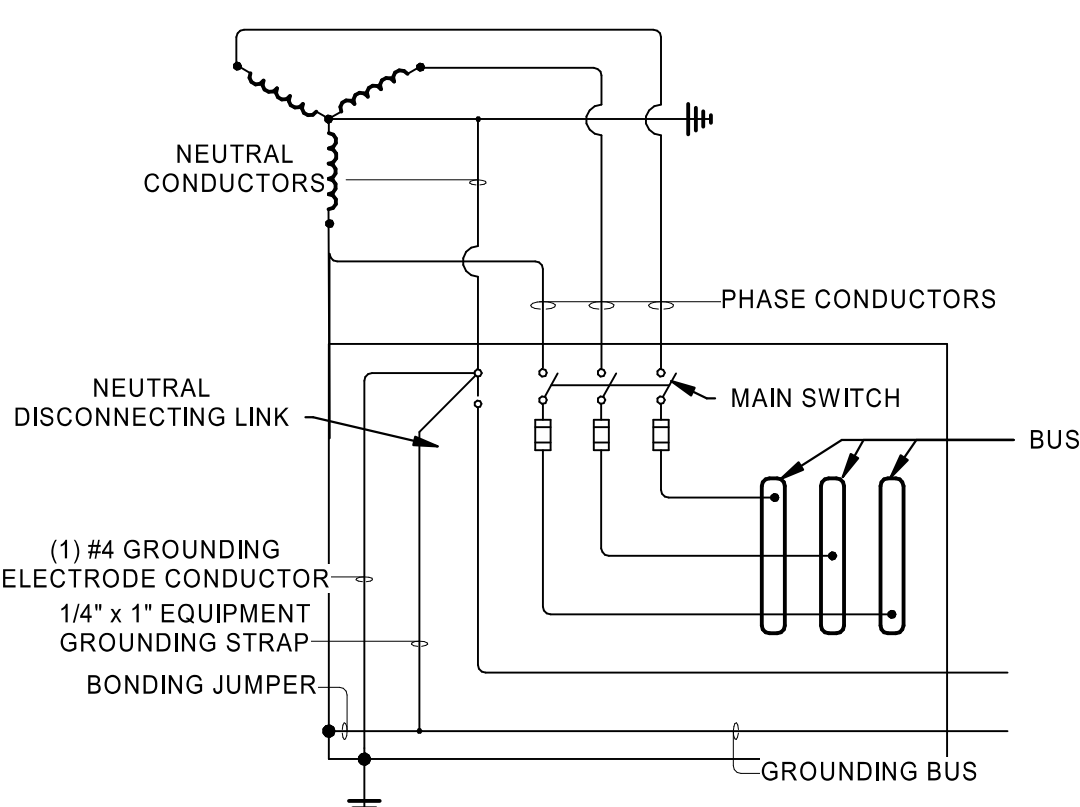 NEUTRAL
CONDUCTORS
PHASE CONDUCTORS
NEUTRAL
DISCONNECTING LINK
MAIN SWITCH
BUS
(1) #4 GROUNDING
ELECTRODE CONDUCTOR
1/4" x 1" EQUIPMENT
GROUNDING STRAP
BONDING JUMPER
GROUNDING BUS